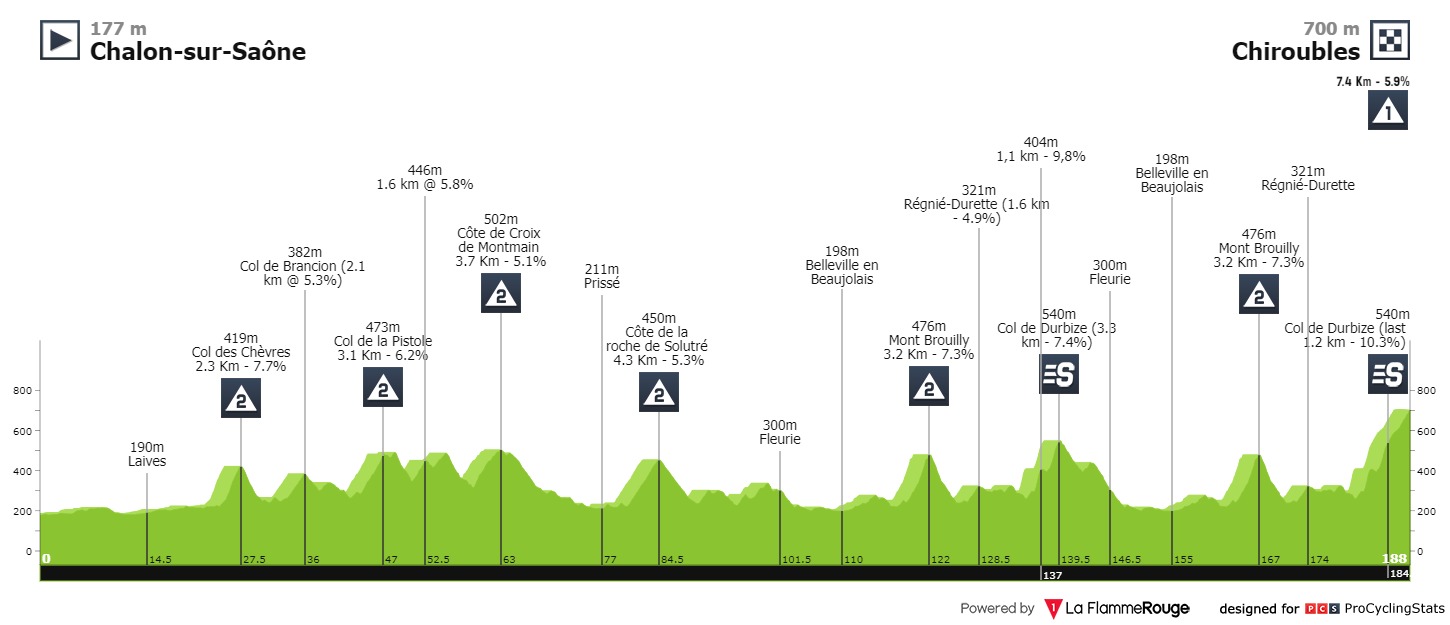 177 m
Chalon-sur-Saône
700 m
Chiroubles
7.4 Km - 5.9%
1
190m
Laives
419m
Col des Chèvres
2.3 Km - 7.7%
2
382m
Col de Brancion (2.1
km @ 5.3%)
473m
Col de la Pistole
3.1 Km - 6.2%
2
446m
1.6 km @ 5.8%
502m
Côte de Croix
de Montmain
3.7 Km - 5.1%
2
211m
Prissé
450m
Côte de la
roche de Solutré
4.3 Km - 5.3%
2
300m
Fleurie
198m
Belleville en
Beaujolais
476m
Mont Brouilly
3.2 Km - 7.3%
2
321m
Régnié-Durette (1.6 km
- 4.9%)
404m
1,1 km - 9,8%
540m
Col de Durbize (3.3
km - 7.4%)
S
300m
Fleurie
198m
Belleville en
Beaujolais
476m
Mont Brouilly
3.2 Km - 7.3%
2
321m
Régnié-Durette
540m
Col de Durbize (last
1.2 km - 10.3%)
S
800
600
400
200
0
800
600
400
200
0
0 14.5 27.5 36 47 52.5 63 77 84.5 101.5 110 122 128.5 139.5 146.5 155 167 174 188
137 184
Powered by La FlammeRouge designed for PCS ProCyclingStats